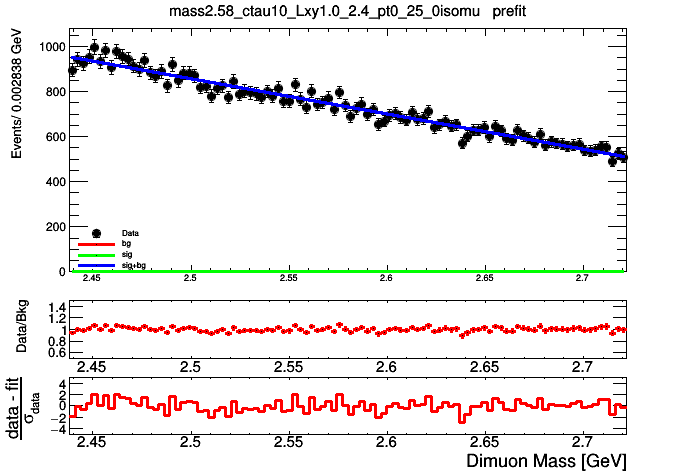 mass2.58_ctau10_Lxy1.0_2.4_pt0_25_0isomu prefit
Events/ 0.002838 GeV
1000
800
600
400
200
0
Data
bg
sig
sig+bg
2.45 2.5 2.55 2.6 2.65 2.7
Data/Bkg
1.4
1.2
1
0.8
0.6
2.45 2.5 2.55 2.6 2.65 2.7
data - fit
σdata
4
2
0
−2
−4
2.45 2.5 2.55 2.6 2.65 2.7
Dimuon Mass [GeV]